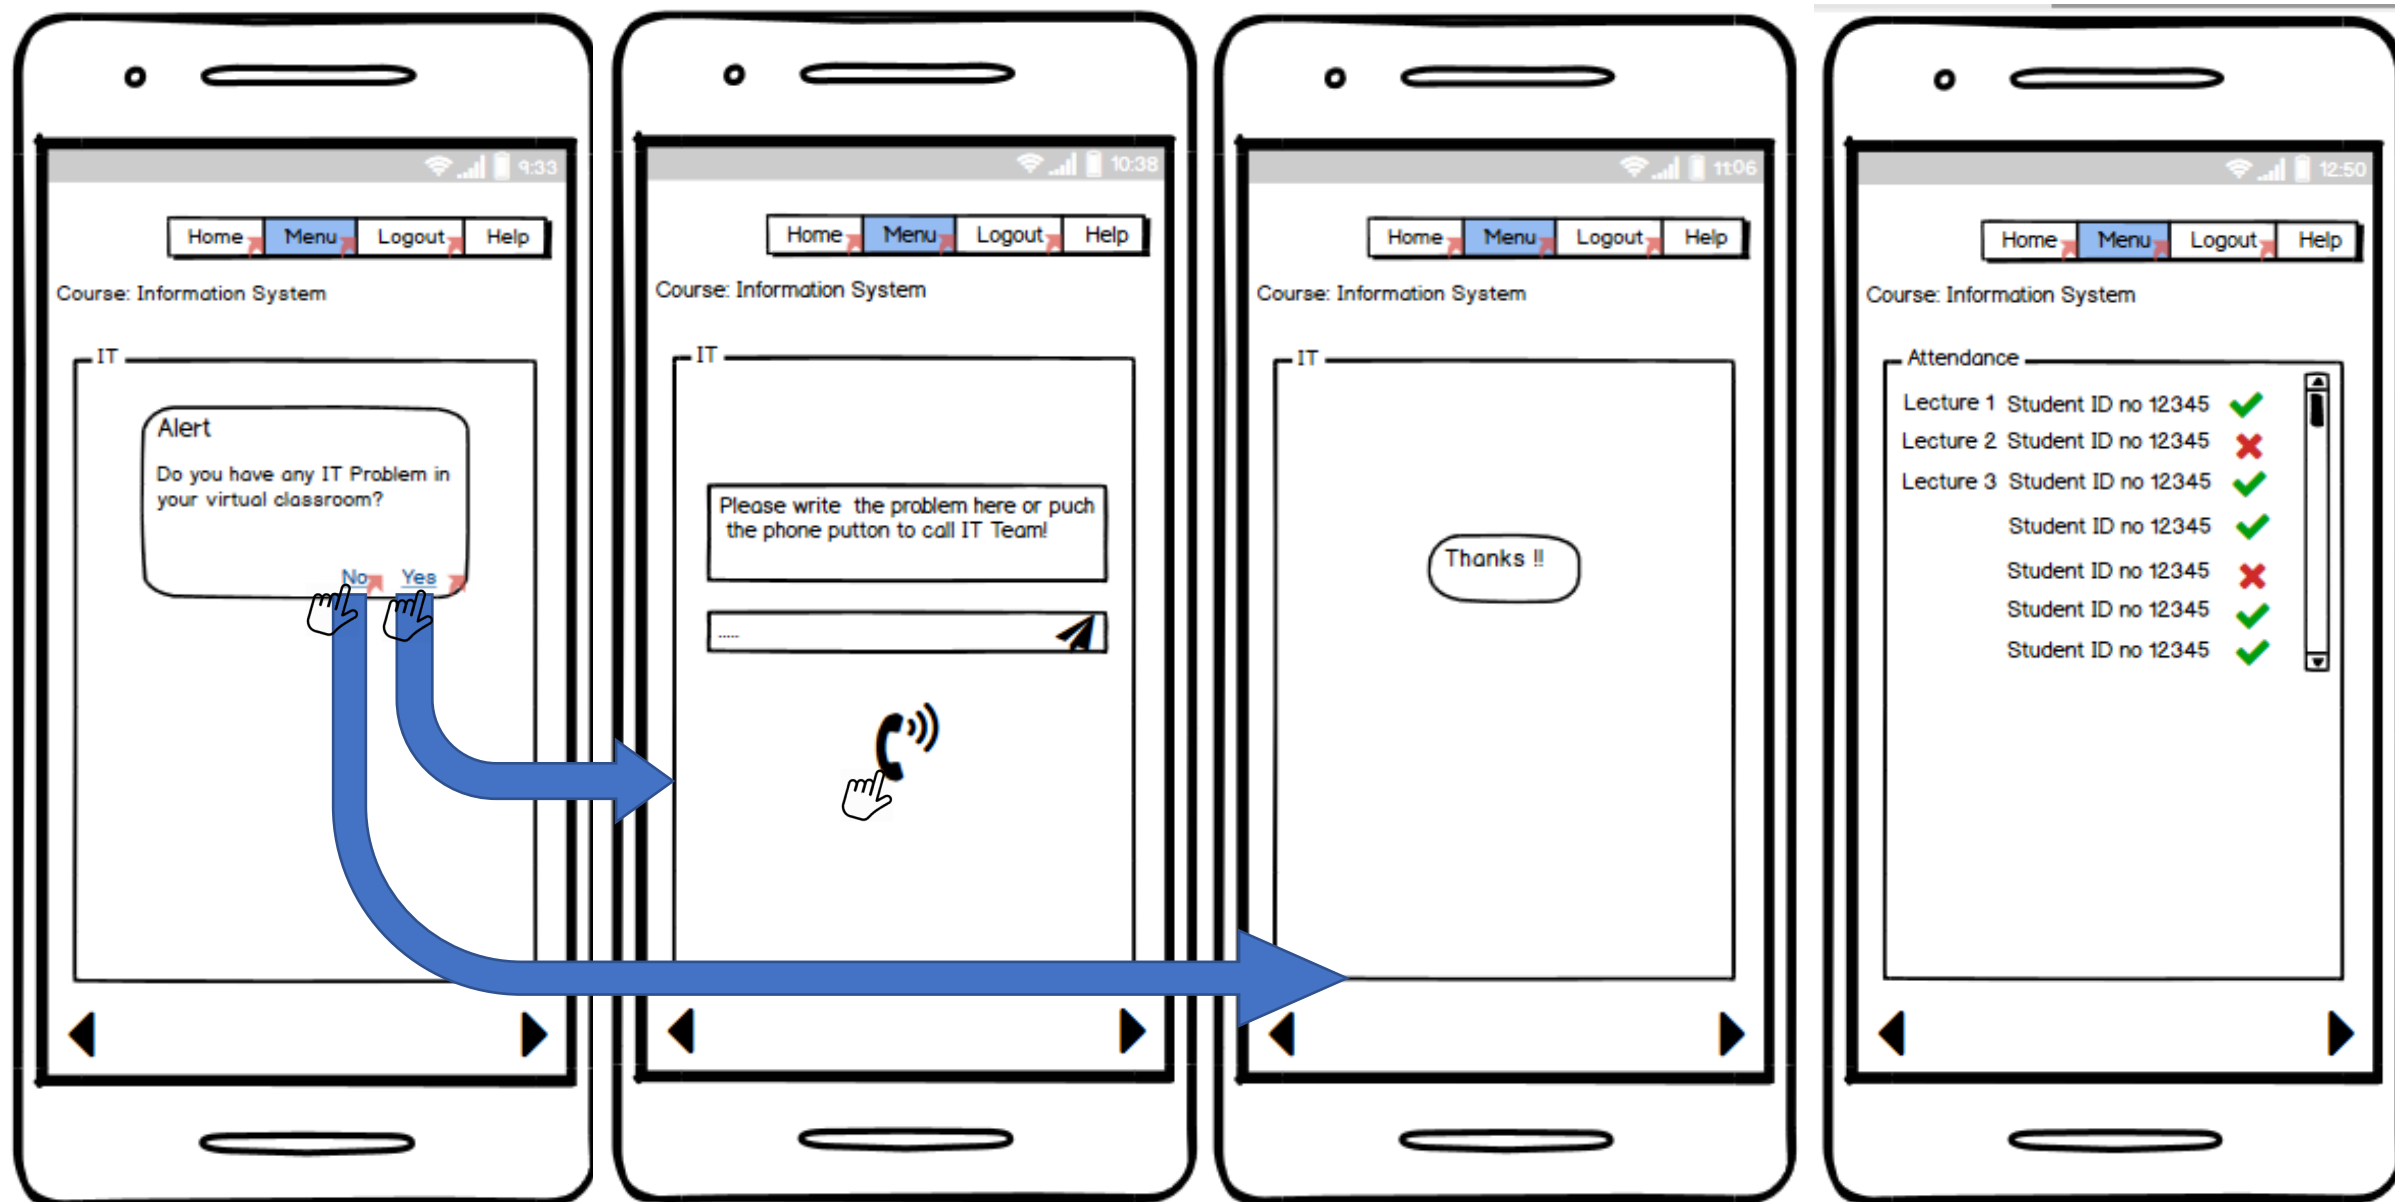 9:33
Home Menu Logout Help
Course: Information System
IT
Alert
Do you have any IT Problem in
your virtual classroom?
No Yes
10:38
Home Menu Logout Help
Course: Information System
IT
Please write the problem here or puch
the phone putton to call IT Team!
.....
11:06
Home Menu Logout Help
Course: Information System
IT
Thanks !!
12:50
Home Menu Logout Help
Course: Information System
Attendance
Lecture 1 Student ID no 12345
Lecture 2 Student ID no 12345
Lecture 3 Student ID no 12345
Student ID no 12345
Student ID no 12345
Student ID no 12345
Student ID no 12345